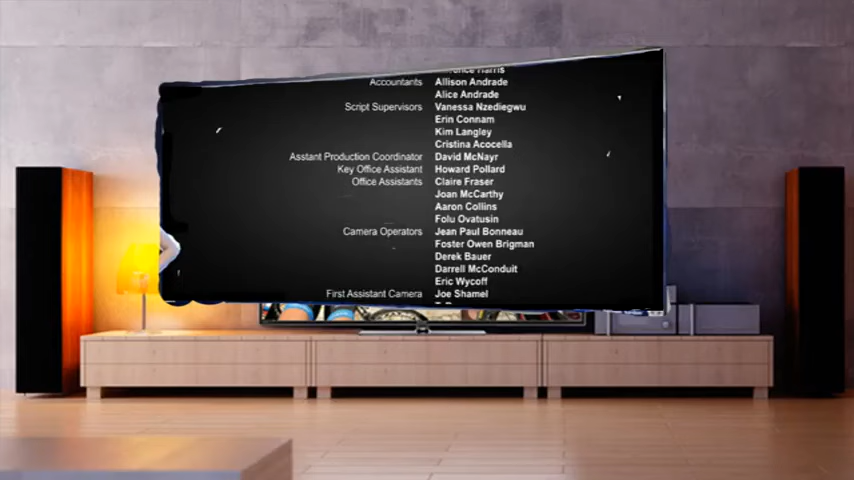 Accountants Allison Andrade
Alice Andrade
Script Supervisors Vanessa Nzediegwu
Erin Connam
Kim Langley
Cristina Acocella
Asstant Production Coordinator David McNayr
Key Office Assistant Howard Pollard
Office Assistants Claire Fraser
Joan McCarthy
Aaron Collins
Folu Ovatusin
Camera Operators Jean Paul Bonneau
Foster Owen Brigman
Derek Bauer
Darrell McConduit
Eric Wycoff
First Assistant Camera Joe Shamel